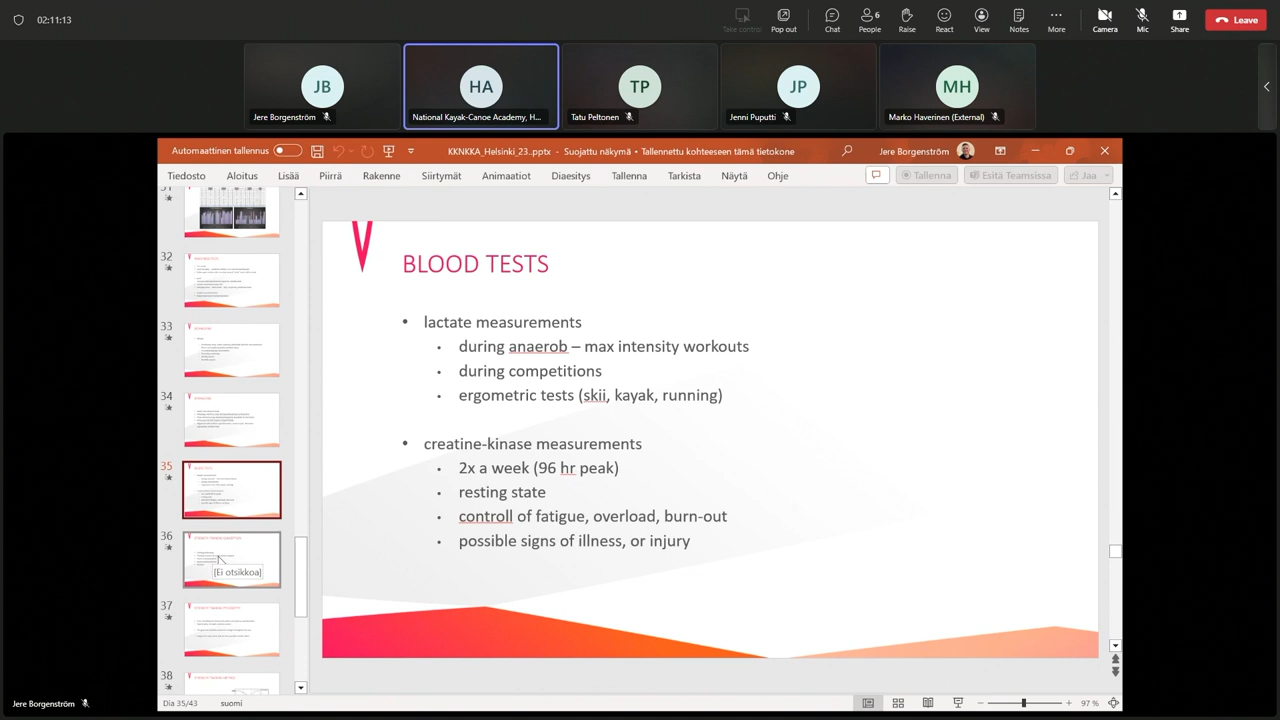 02:11:13
Take control
Pop out
Chat
6
People
Raise
React
View
Notes
More
Camera
Mic
Share
Leave
JB
HA
TP
JP
MH
Jere Borgenström
National Kayak-Canoe Academy, H...
Tatu Peltonen
Jenni Puputti
Marko Haverinen (External)
Automaattinen tallennus
KKNKKA_Helsinki_23..pptx • Suojattu näkymä • Tallennettu kohteeseen tämä tietokone
Jere Borgenström
Tiedosto
Aloitus
Lisää
Piirrä
Rakenne
Siirtymät
Animaatiot
Diaesitys
Tallenna
Tarkista
Näytä
Ohje
Tallenna
Esitä Teamsissa
Jaa
31
32
33
34
35
BLOOD TESTS
36
[Ei otsikkoa]
37
38
BLOOD TESTS
• lactate measurements
• durng anaerob – max intensity workouts
• during competitions
• ergometric tests (skii, kayak, running)
• creatine-kinase measurements
• 2x a week (96 hr peak)
• resting state
• controll of fatigue, overload, burn-out
• possible signs of illness, or injury
Jere Borgenström
Dia 35/43
suomi
97 %